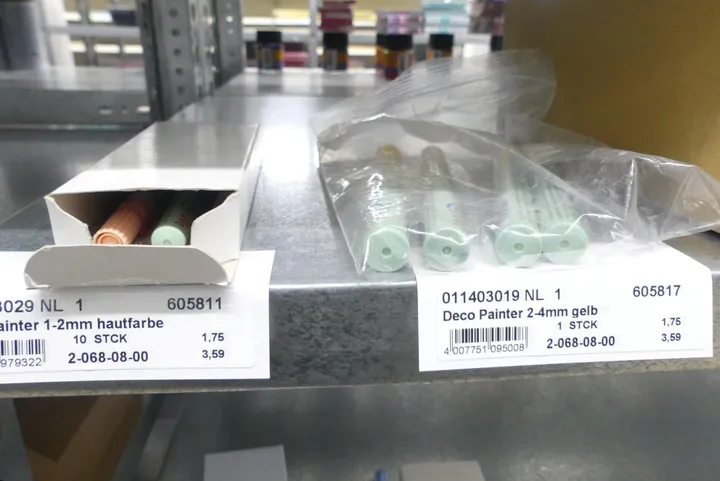 3029 NL 1 605811
ainter 1-2mm hautfarbe
10 STCK 1,75
2-068-08-00 3,59
979322
011403019 NL 1 605817
Deco Painter 2-4mm gelb
1 STCK 1,75
2-068-08-00 3,59
4 007751 095008